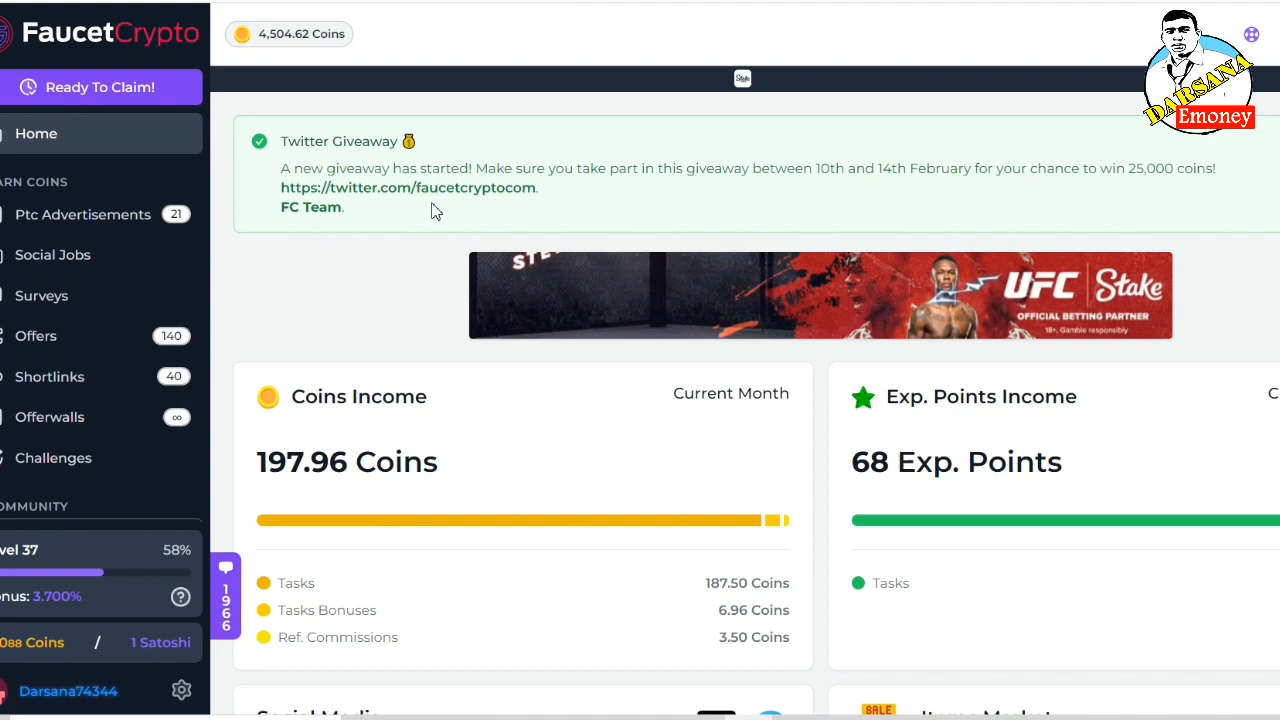 FaucetCrypto
4,504.62 Coins
DARSANA
Emoney
Ready To Claim!
Stake
Home
Twitter Giveaway
A new giveaway has started! Make sure you take part in this giveaway between 10th and 14th February for your chance to win 25,000 coins!
https://twitter.com/faucetcryptocom.
FC Team.
ARN COINS
Ptc Advertisements 21
Social Jobs
Surveys
Offers 140
Shortlinks 40
Offerwalls ∞
Challenges
UFC Stake
OFFICIAL BETTING PARTNER
18+, Gamble responsibly
Coins Income Current Month
197.96 Coins
Tasks 187.50 Coins
Tasks Bonuses 6.96 Coins
Ref. Commissions 3.50 Coins
Exp. Points Income C
68 Exp. Points
Tasks
OMMUNITY
vel 37 58%
onus: 3.700%
1966
088 Coins / 1 Satoshi
Darsana74344
Social Media
SALE
Items Market